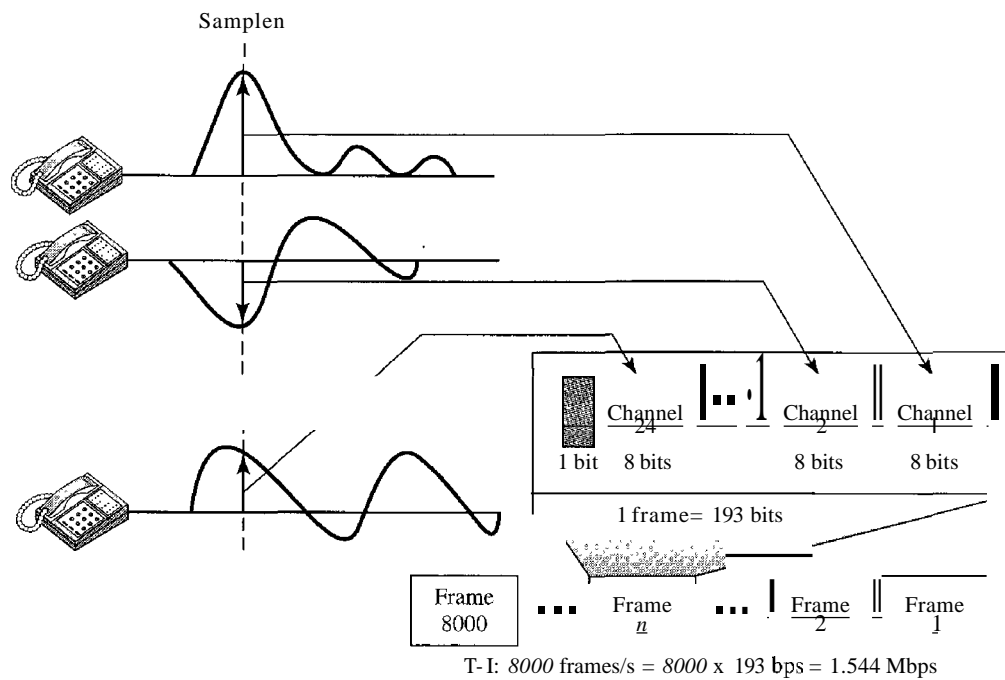 Samplen
Channel 24
Channel 2
Channel 1
1 bit
8 bits
8 bits
8 bits
1 frame= 193 bits
Frame 8000
Frame n
Frame 2
Frame 1
T-I: 8000 frames/s = 8000 x 193 bps = 1.544 Mbps